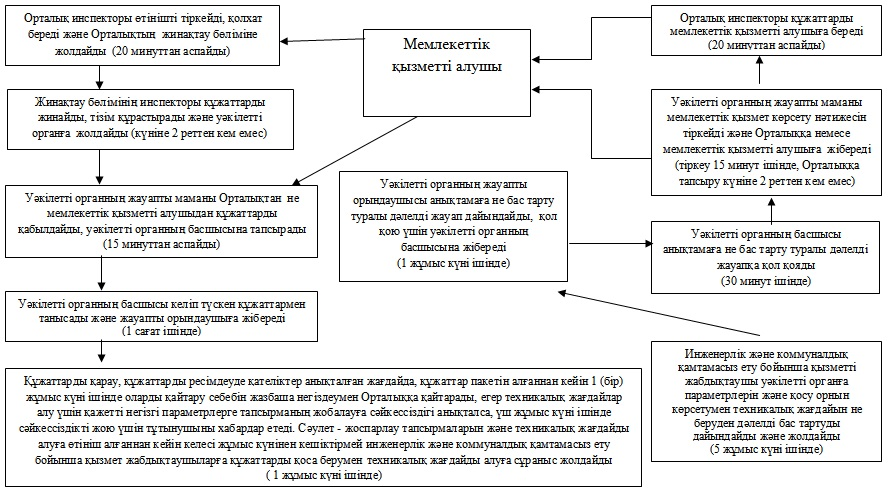 Орталық инспекторы өтінішті тіркейді, қолхат
береді және Орталықтың жинақтау бөліміне
жолдайды (20 минуттан аспайды)
Мемлекеттік
қызметті алушы
Орталық инспекторы құжаттарды
мемлекеттік қызметті алушыға береді
(20 минуттан аспайды)
Жинақтау бөлімінің инспекторы құжаттарды
жинайды, тізім құрастырады және уәкілетті
органға жолдайды (күніне 2 реттен кем емес)
Уәкілетті органның жауапты маманы
мемлекеттік қызмет көрсету нәтижесін
тіркейді және Орталыққа немесе
мемлекеттік қызметті алушыға жібереді
(тіркеу 15 минут ішінде, Орталыққа
тапсыру күніне 2 реттен кем емес)
Уәкілетті органның жауапты маманы Орталықтан не
мемлекеттік қызметті алушыдан құжаттарды
қабылдайды, уәкілетті органның басшысына тапсырады
(15 минуттан аспайды)
Уәкілетті органның жауапты
орындаушысы анықтамаға не бас тарту
туралы дәлелді жауап дайындайды, қол
қою үшін уәкілетті органның
басшысына жібереді
(1 жұмыс күні ішінде)
Уәкілетті органның басшысы
анықтамаға не бас тарту туралы дәлелді
жауапқа қол қояды
(30 минут ішінде)
Уәкілетті органның басшысы келіп түскен құжаттармен
танысады және жауапты орындаушыға жібереді
(1 сағат ішінде)
Құжаттарды қарау, құжаттарды ресімдеуде қателіктер анықталған жағдайда, құжаттар пакетін алғаннан кейін 1 (бір)
жұмыс күні ішінде оларды қайтару себебін жазбаша негіздеумен Орталыққа қайтарады, егер техникалық жағдайлар
алу үшін қажетті негізгі параметрлерге тапсырманың жобалауға сәйкессіздігі анықталса, үш жұмыс күні ішінде
сәйкессіздікті жою үшін тұтынушыны хабардар етеді. Сәулет - жоспарлау тапсырмаларын және техникалық жағдайды
алуға өтініш алғаннан кейін келесі жұмыс күнінен кешіктірмей инженерлік және коммуналдық қамтамасыз ету
бойынша қызмет жабдықтаушыларға құжаттарды қоса берумен техникалық жағдайды алуға сұраныс жолдайды
( 1 жұмыс күні ішінде)
Инженерлік және коммуналдық
қамтамасыз ету бойынша қызметті
жабдықтаушы уәкілетті органға
параметрлерін және қосу орнын
көрсетумен техникалық жағдайын не
беруден дәлелді бас тартуды
дайындайды және жолдайды
(5 жұмыс күні ішінде)